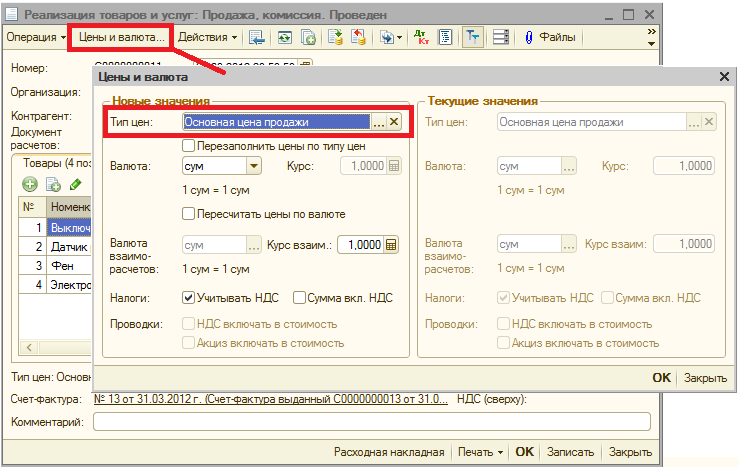 Реализация товаров и услуг: Продажа, комиссия. Проведен
Операция Цены и валюта... Действия Дт Кт Файлы
Номер:
Организация:
Контрагент:
Документ расчетов:
Товары (4 поз
№ Номенк
1 Выключ
2 Датчик
3 Фен
4 Электро
Цены и валюта
Новые значения
Тип цен: Основная цена продажи ...
Перезаполнить цены по типу цен
Валюта: сум Курс: 1,0000
1 сум = 1 сум
Пересчитать цены по валюте
Валюта взаимо- расчетов: сум ... Курс взаим.: 1,0000
1 сум = 1 сум
Налоги: Учитывать НДС Сумма вкл. НДС
Проводки: НДС включать в стоимость
Акциз включать в стоимость
Текущие значения
Тип цен: Основная цена продажи ...
Валюта: сум ... Курс: 1,0000
1 сум = 1 сум
Валюта взаимо- расчетов: сум ... Курс взаим: 1,0000
1 сум = 1 сум
Налоги: Учитывать НДС Сумма вкл. НДС
Проводки: НДС включать в стоимость
Акциз включать в стоимость
OK Закрыть
Тип цен: Основн
Счет-фактура: № 13 от 31.03.2012 г. (Счет-фактура выданный С0000000013 от 31.0... НДС (сверху):
Комментарий:
Расходная накладная Печать OK Записать Закрыть